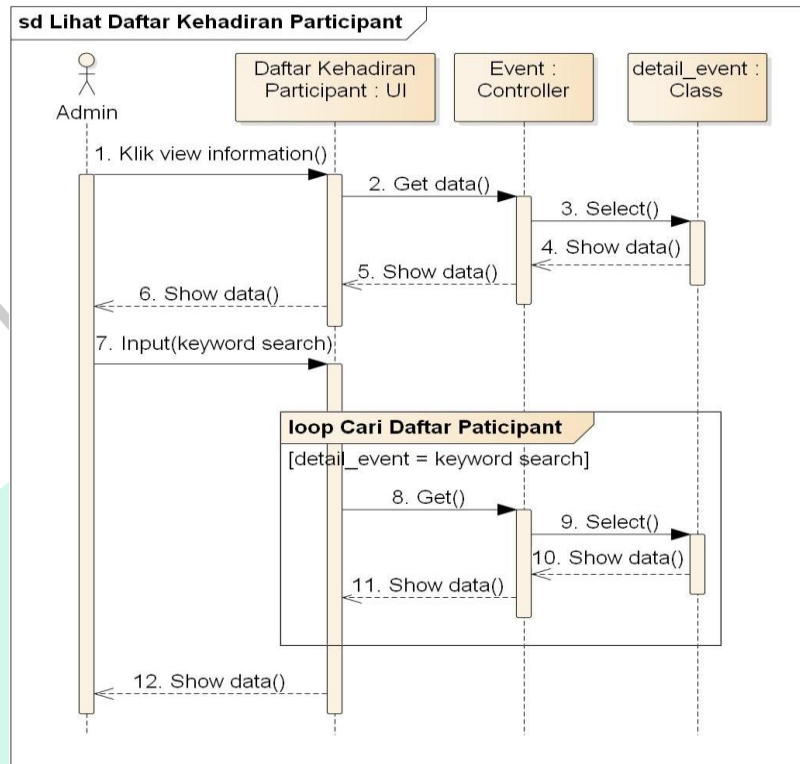 sd Lihat Daftar Kehadiran Participant
Admin
Daftar Kehadiran
Participant : UI
Event :
Controller
detail_event :
Class
1. Klik view information()
2. Get data()
3. Select()
4. Show data()
5. Show data()
6. Show data()
7. Input(keyword search)
loop Cari Daftar Paticipant
[detail_event = keyword search]
8. Get()
9. Select()
10. Show data()
11. Show data()
12. Show data()